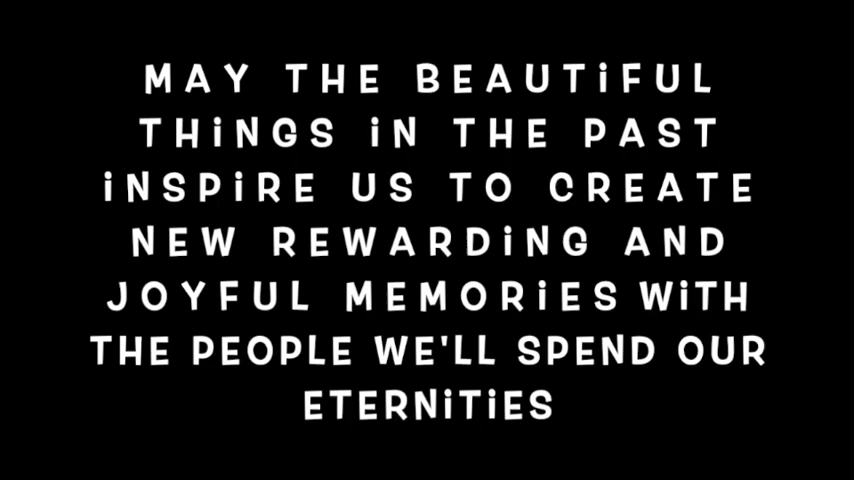 MAY THE BEAUTiFUL
THiNGS iN THE PAST
iNSPiRE US TO CREATE
NEW REWARDiNG AND
JOYFUL MEMORiES WiTH
THE PEOPLE WE'LL SPEND OUR
ETERNiTiES